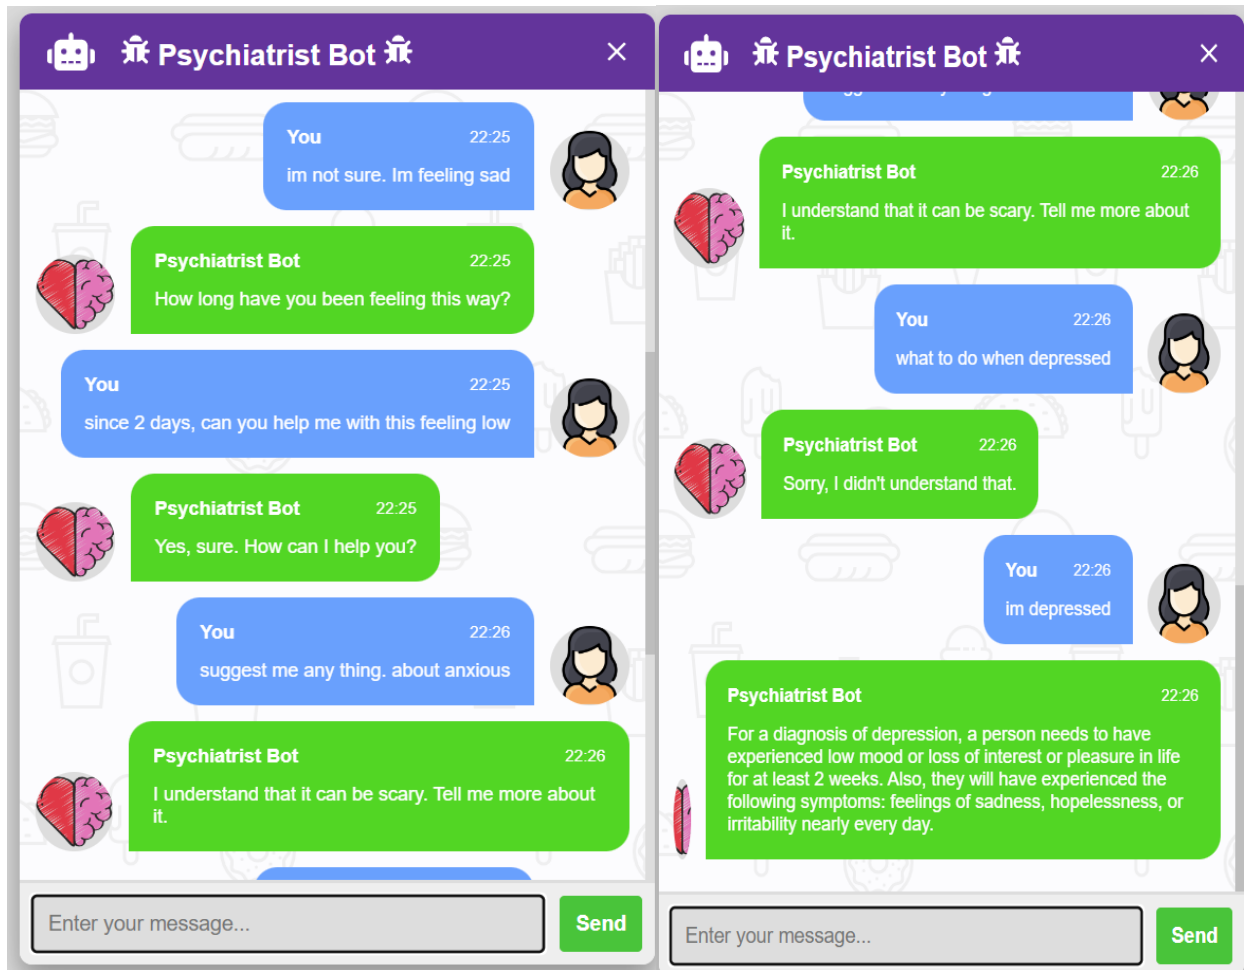 Psychiatrist Bot
You 22:25
im not sure. Im feeling sad
Psychiatrist Bot 22:25
How long have you been feeling this way?
You 22:25
since 2 days, can you help me with this feeling low
Psychiatrist Bot 22:25
Yes, sure. How can I help you?
You 22:26
suggest me any thing. about anxious
Psychiatrist Bot 22:26
I understand that it can be scary. Tell me more about
it.
Enter your message...
Send
Psychiatrist Bot
Psychiatrist Bot 22:26
I understand that it can be scary. Tell me more about
it.
You 22:26
what to do when depressed
Psychiatrist Bot 22:26
Sorry, I didn't understand that.
You 22:26
im depressed
Psychiatrist Bot 22:26
For a diagnosis of depression, a person needs to have
experienced low mood or loss of interest or pleasure in life
for at least 2 weeks. Also, they will have experienced the
following symptoms: feelings of sadness, hopelessness, or
irritability nearly every day.
Enter your message...
Send